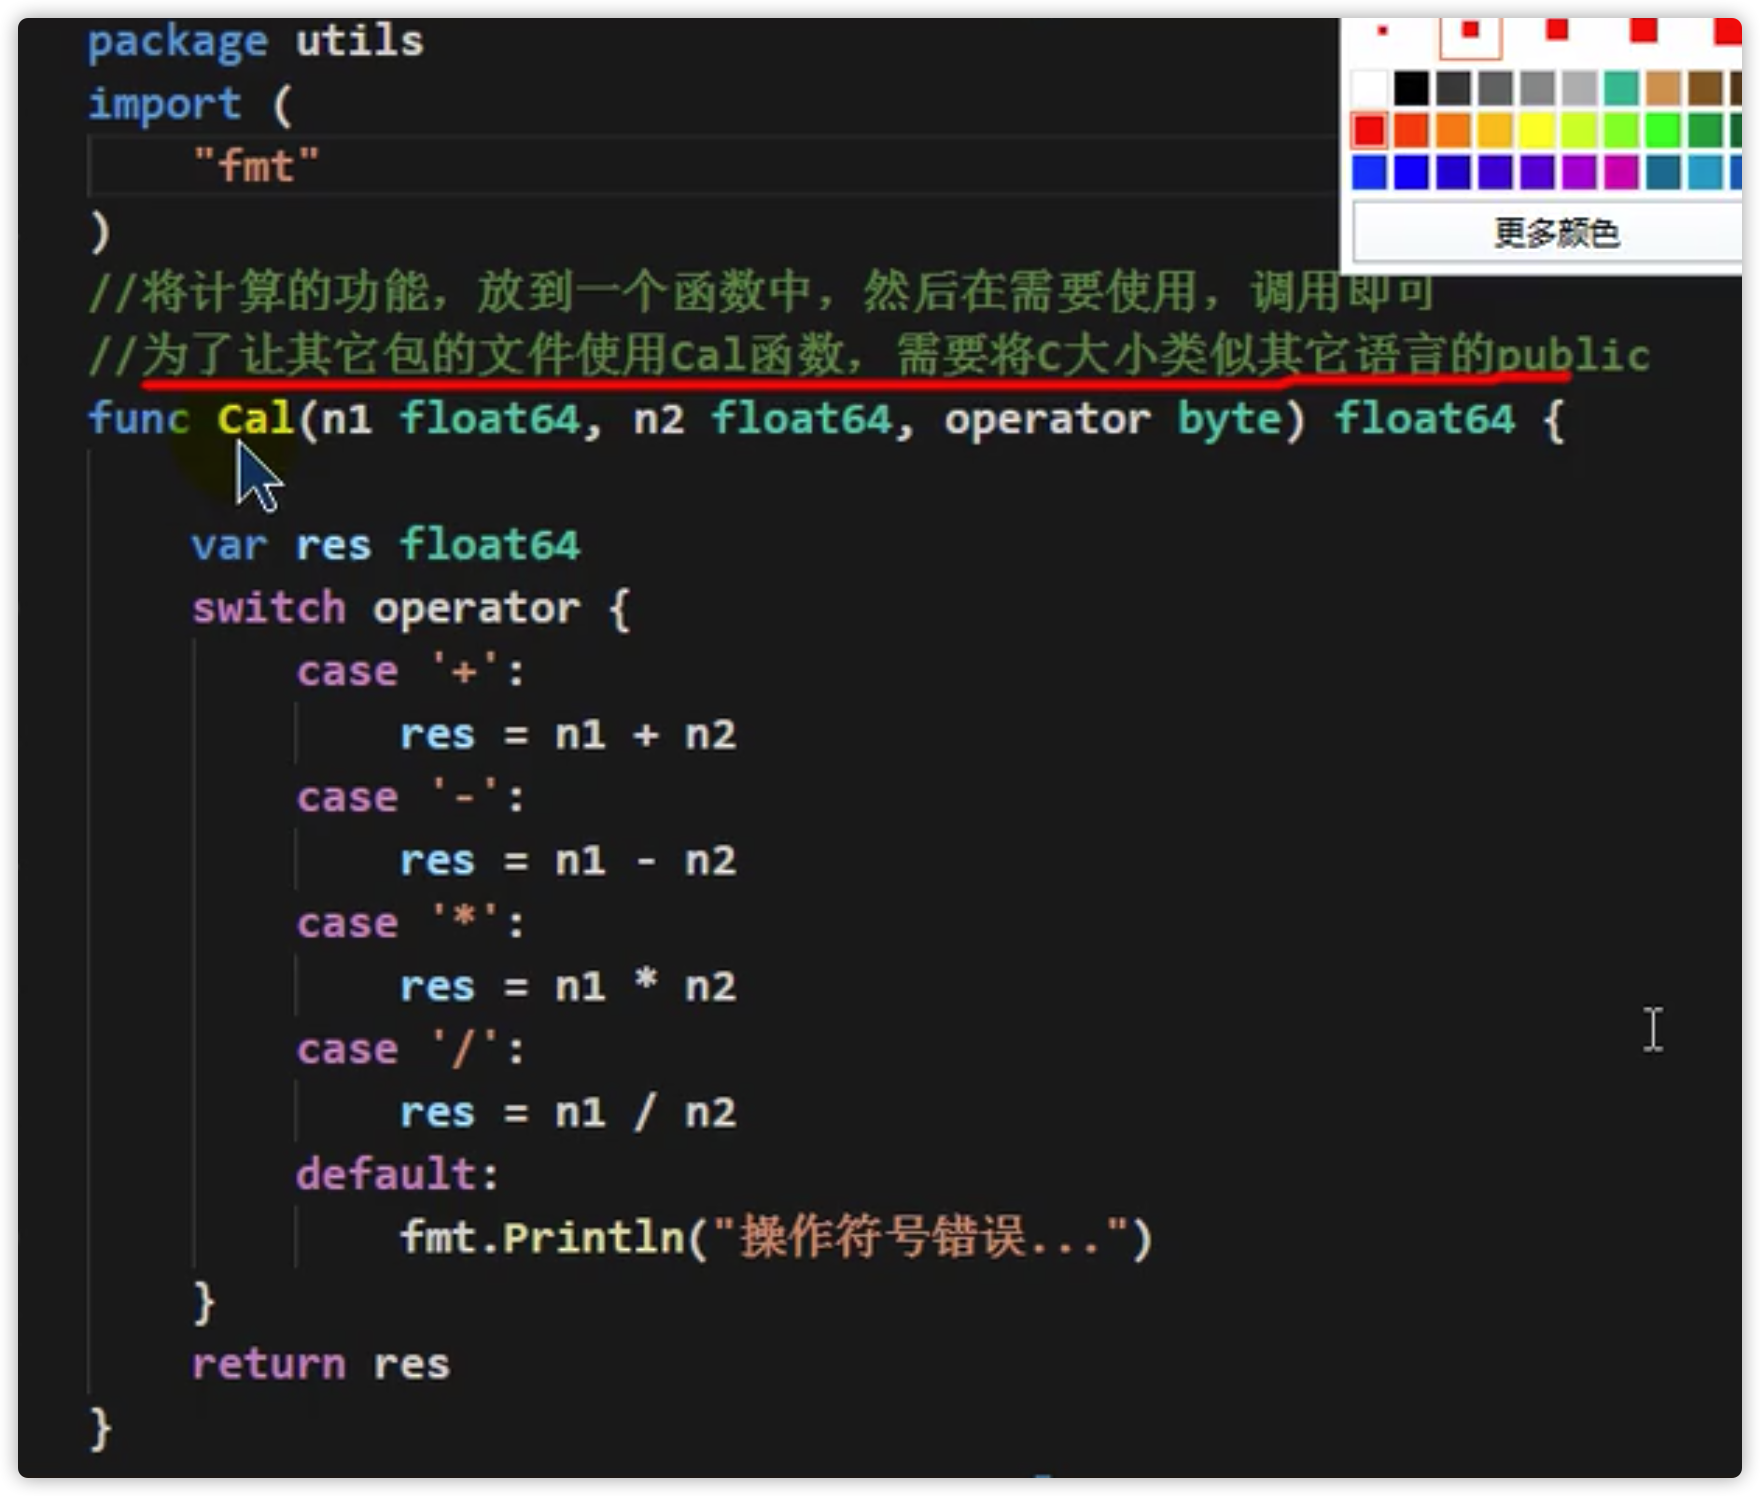 package utils
import (
"fmt"
)
更多颜色
//将计算的功能，放到一个函数中，然后在需要使用，调用即可
//为了让其它包的文件使用Cal函数，需要将C大小类似其它语言的public
func Cal(n1 float64, n2 float64, operator byte) float64 {
var res float64
switch operator {
case '+':
res = n1 + n2
case '-':
res = n1 - n2
case '*':
res = n1 * n2
case '/':
res = n1 / n2
default:
fmt.Println("操作符号错误...")
}
return res
}